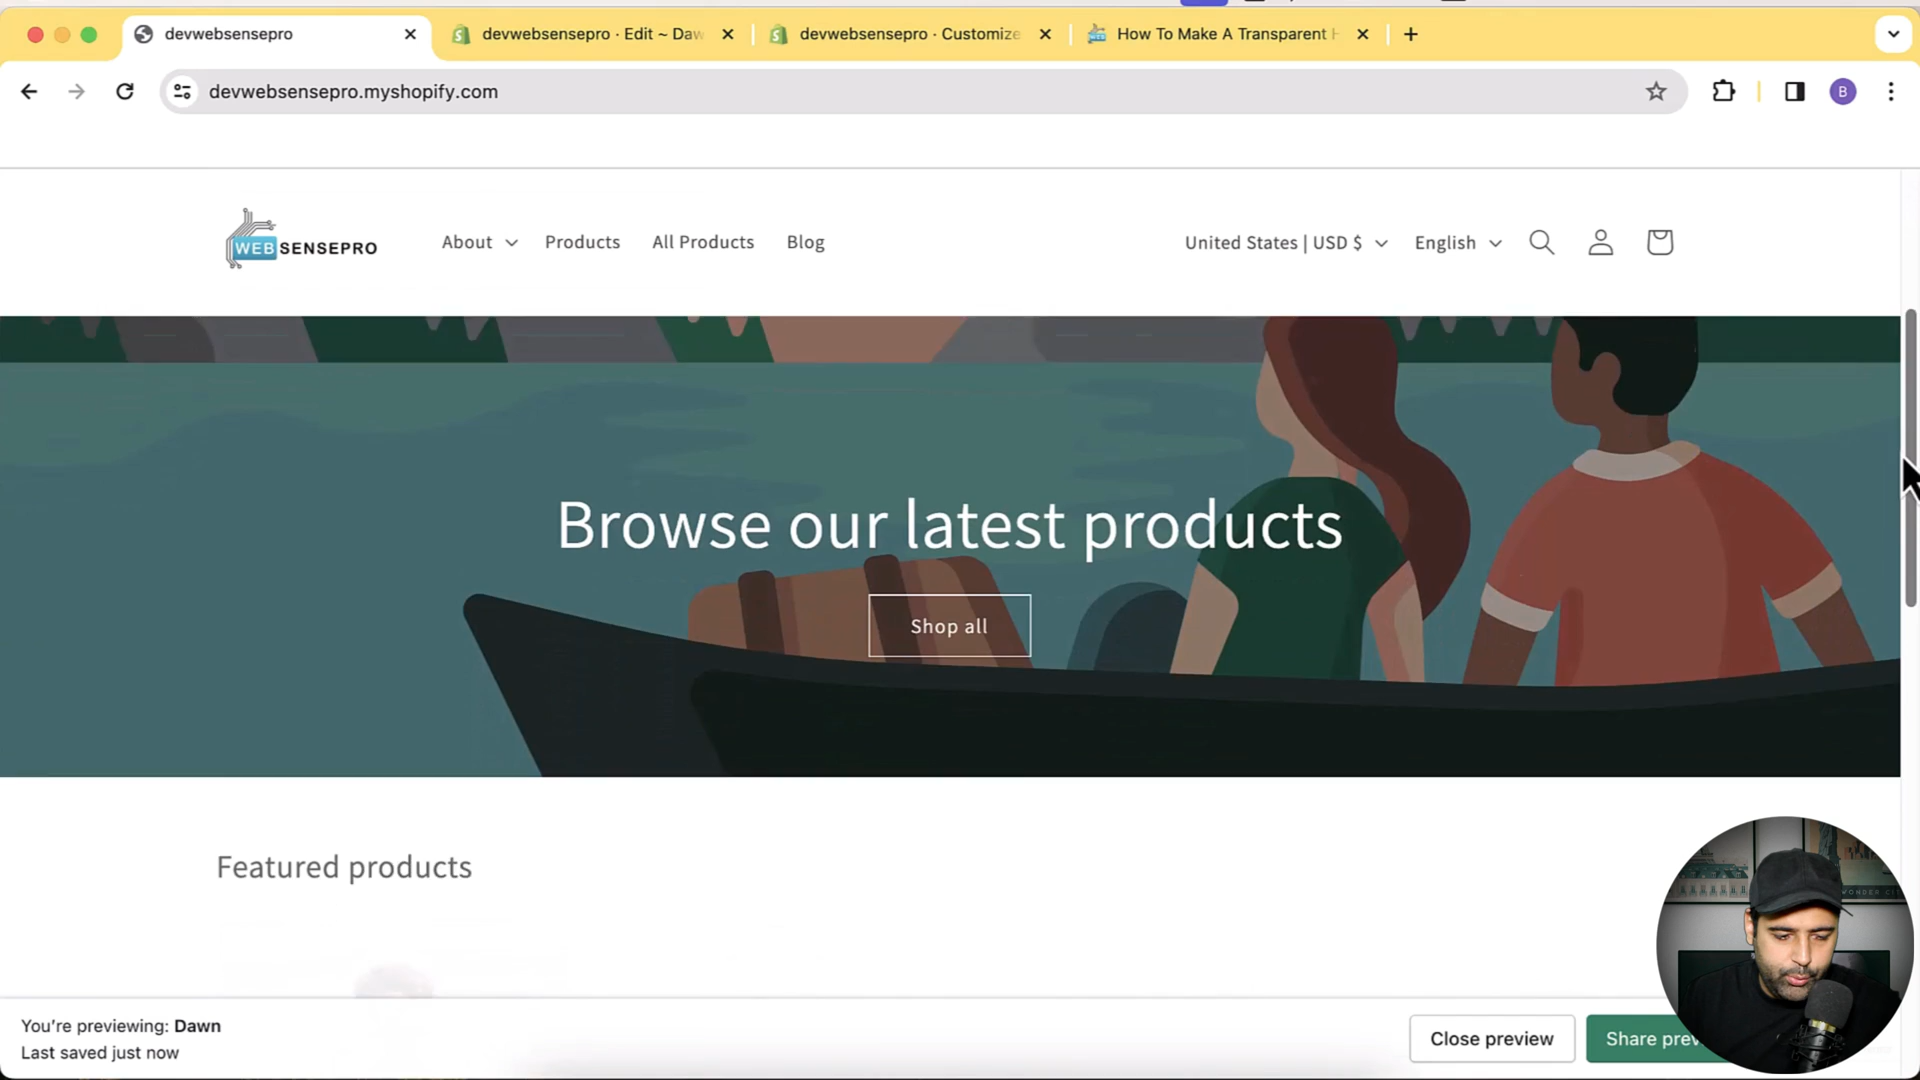 devwebsensepro
devwebsensepro · Edit ~ Daw
devwebsensepro · Customize
How To Make A Transparent H
devwebsensepro.myshopify.com
B
WEBSENSEPRO
About
Products
All Products
Blog
United States | USD $
English
Browse our latest products
Shop all
Featured products
WONDER
You're previewing: Dawn
Last saved just now
Close preview
Share prev